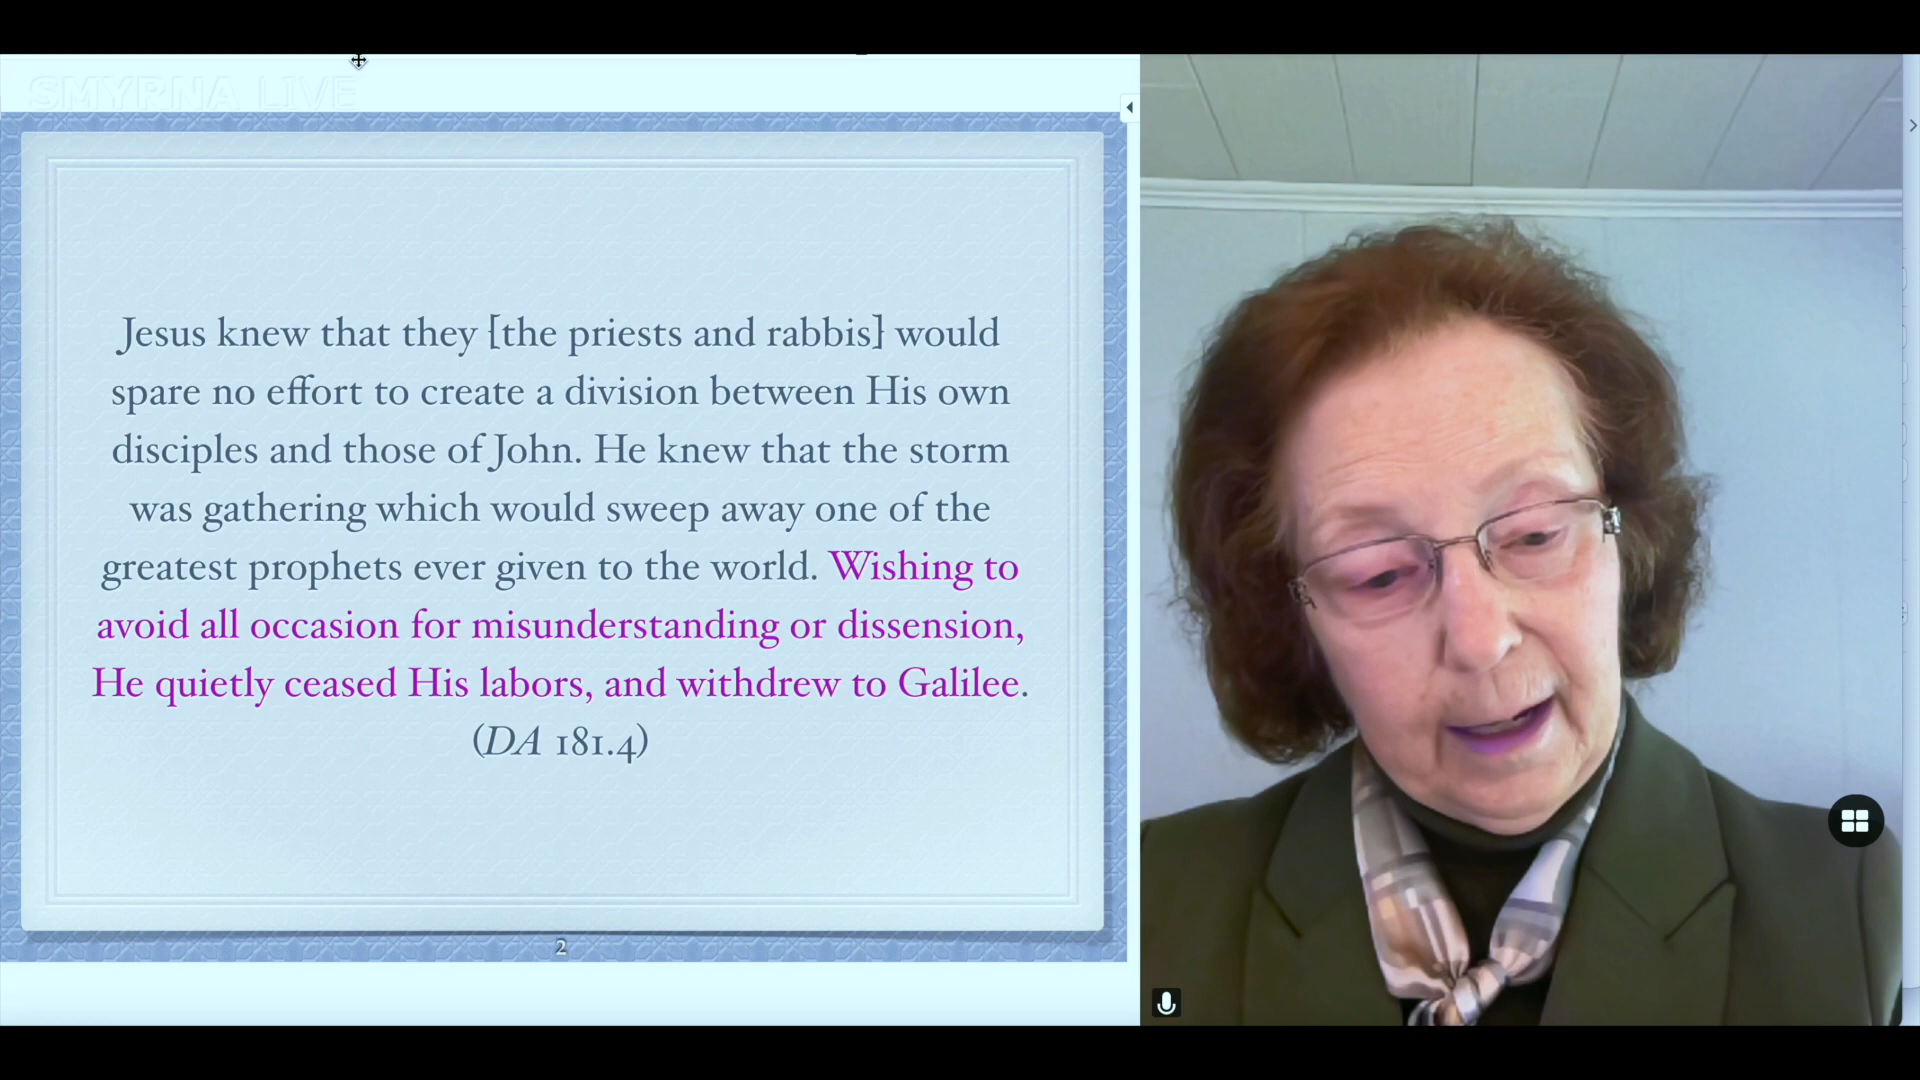 SMYRNA LIVE
Jesus knew that they [the priests and rabbis] would
spare no effort to create a division between His own
disciples and those of John. He knew that the storm
was gathering which would sweep away one of the
greatest prophets ever given to the world. Wishing to
avoid all occasion for misunderstanding or dissension,
He quietly ceased His labors, and withdrew to Galilee.
(DA 181.4)
2